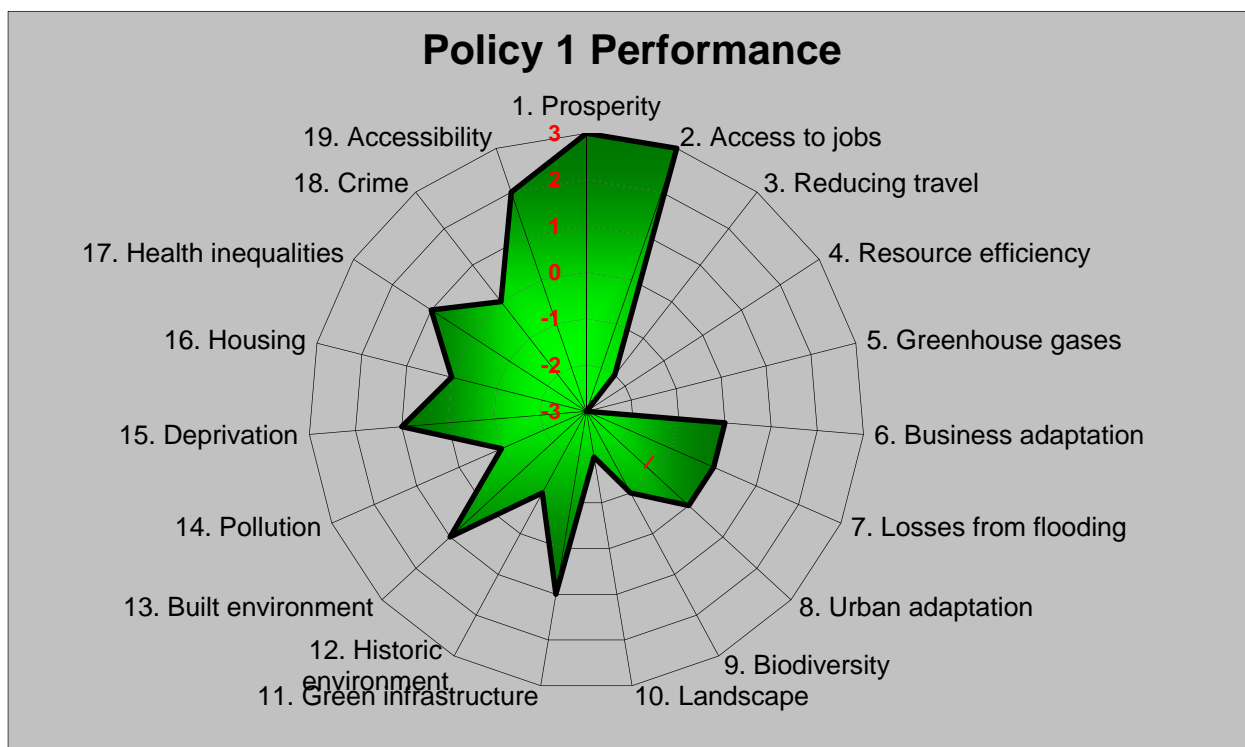 Policy 1 Performance
1. Prosperity
2. Access to jobs
3. Reducing travel
4. Resource efficiency
5. Greenhouse gases
6. Business adaptation
7. Losses from flooding
8. Urban adaptation
9. Biodiversity
10. Landscape
11. Green infrastructure
12. Historic
environment
13. Built environment
14. Pollution
15. Deprivation
16. Housing
17. Health inequalities
18. Crime
19. Accessibility
3
2
1
0
-1
-2
-3